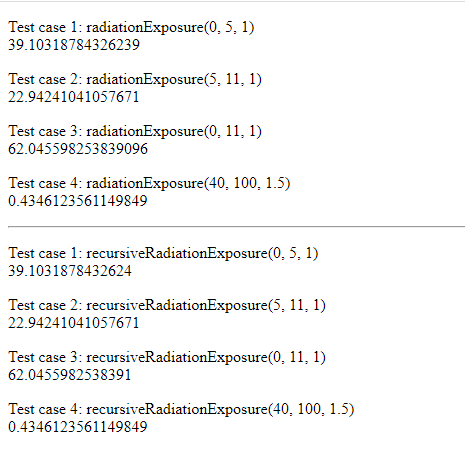 Test case 1: radiationExposure(0, 5, 1)
39.10318784326239
Test case 2: radiationExposure(5, 11, 1)
22.94241041057671
Test case 3: radiationExposure(0, 11, 1)
62.045598253839096
Test case 4: radiationExposure(40, 100, 1.5)
0.4346123561149849
Test case 1: recursiveRadiationExposure(0, 5, 1)
39.1031878432624
Test case 2: recursiveRadiationExposure(5, 11, 1)
22.94241041057671
Test case 3: recursiveRadiationExposure(0, 11, 1)
62.0455982538391
Test case 4: recursiveRadiationExposure(40, 100, 1.5)
0.4346123561149849